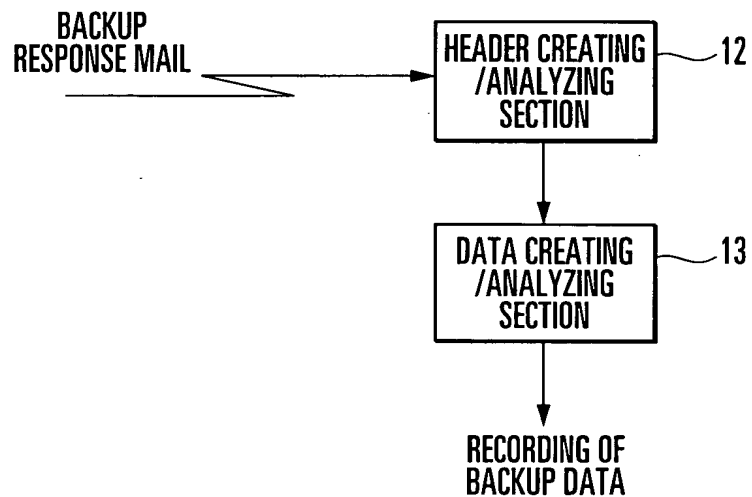 BACKUP
RESPONSE MAIL
HEADER CREATING
/ANALYZING
SECTION
12
DATA CREATING
/ANALYZING
SECTION
13
RECORDING OF
BACKUP DATA